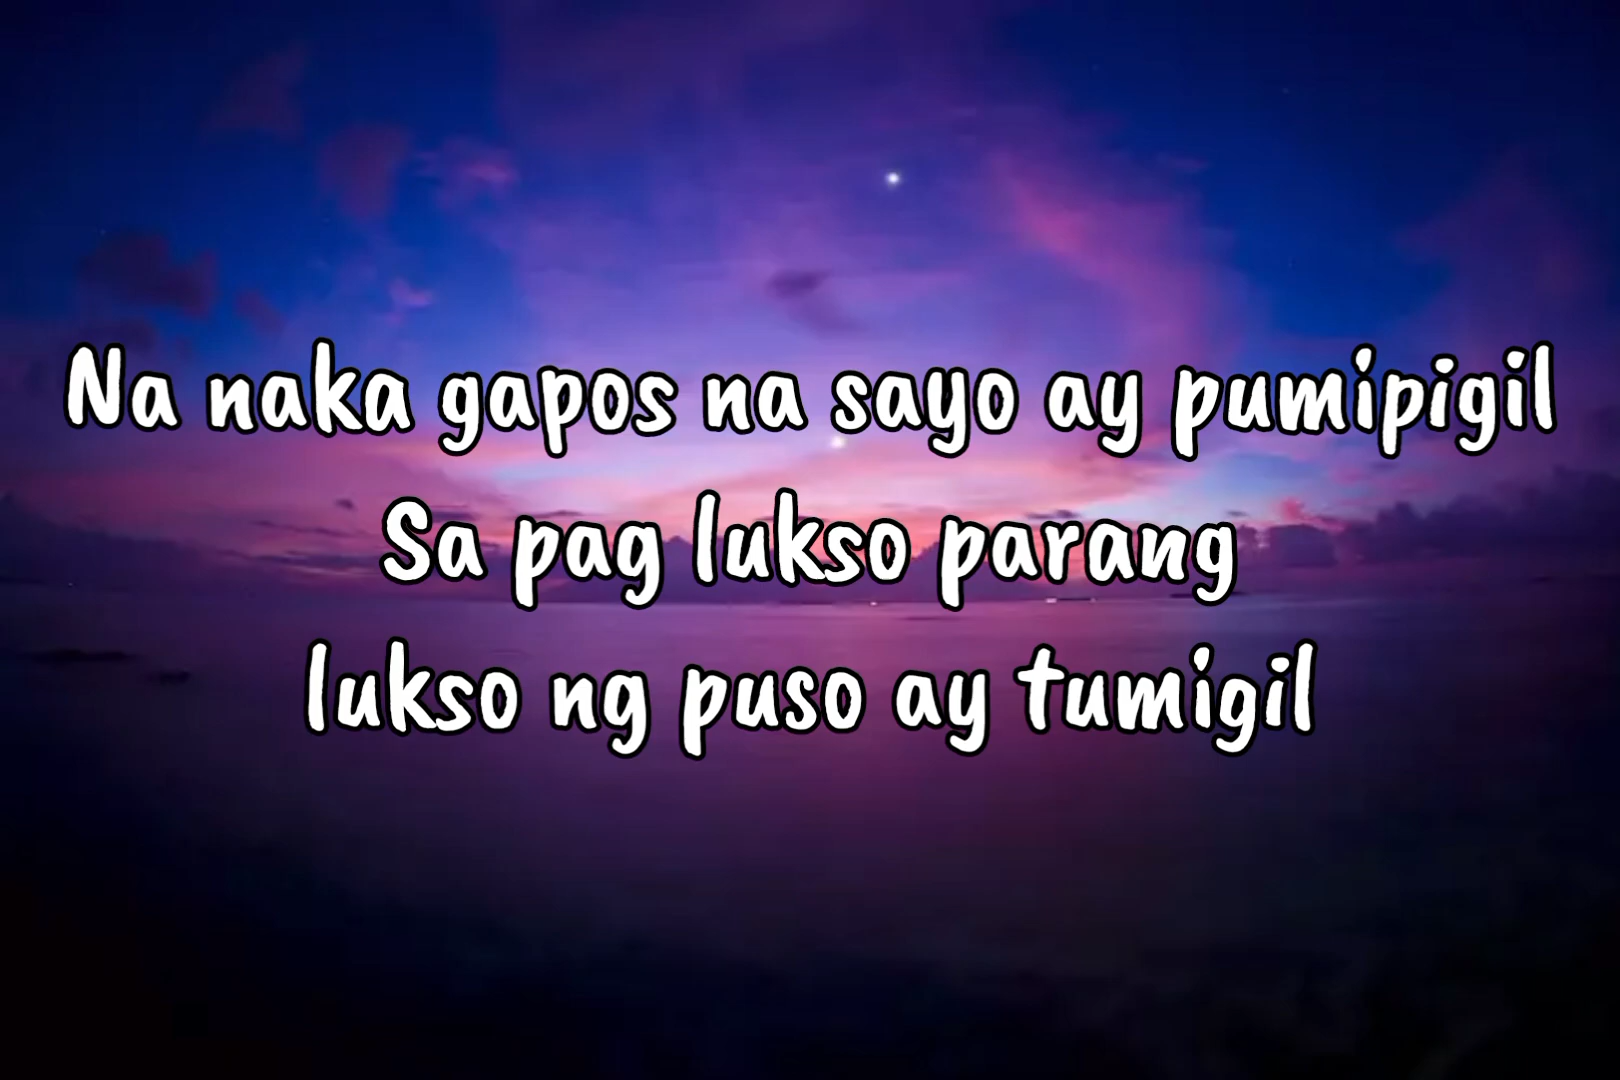 Na naka gapos na sayo ay pumipigil
Sa pag lukso parang
lukso ng puso ay tumigil